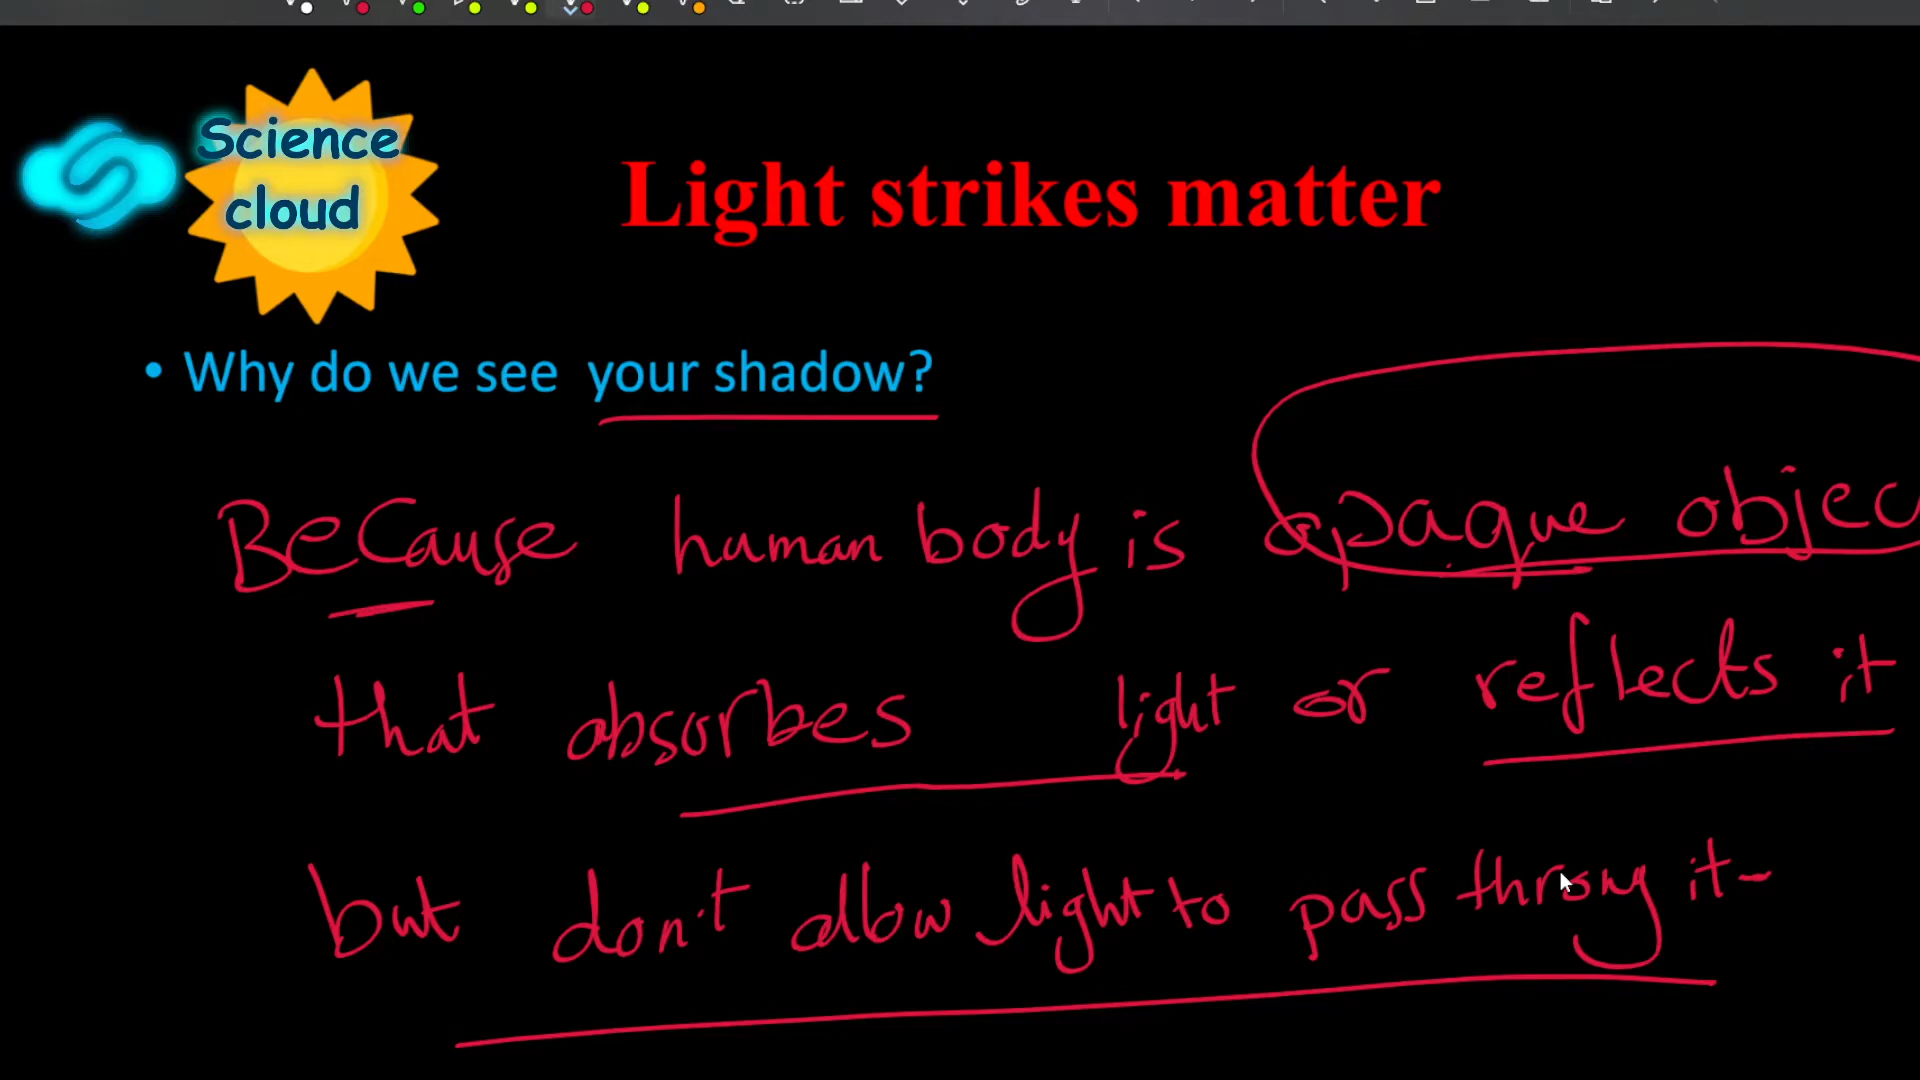 Science
cloud
Light strikes matter
• Why do we see your shadow?
Because human body is opaque objec
that absorbes light or reflects it
but don't allow light to pass throug it-